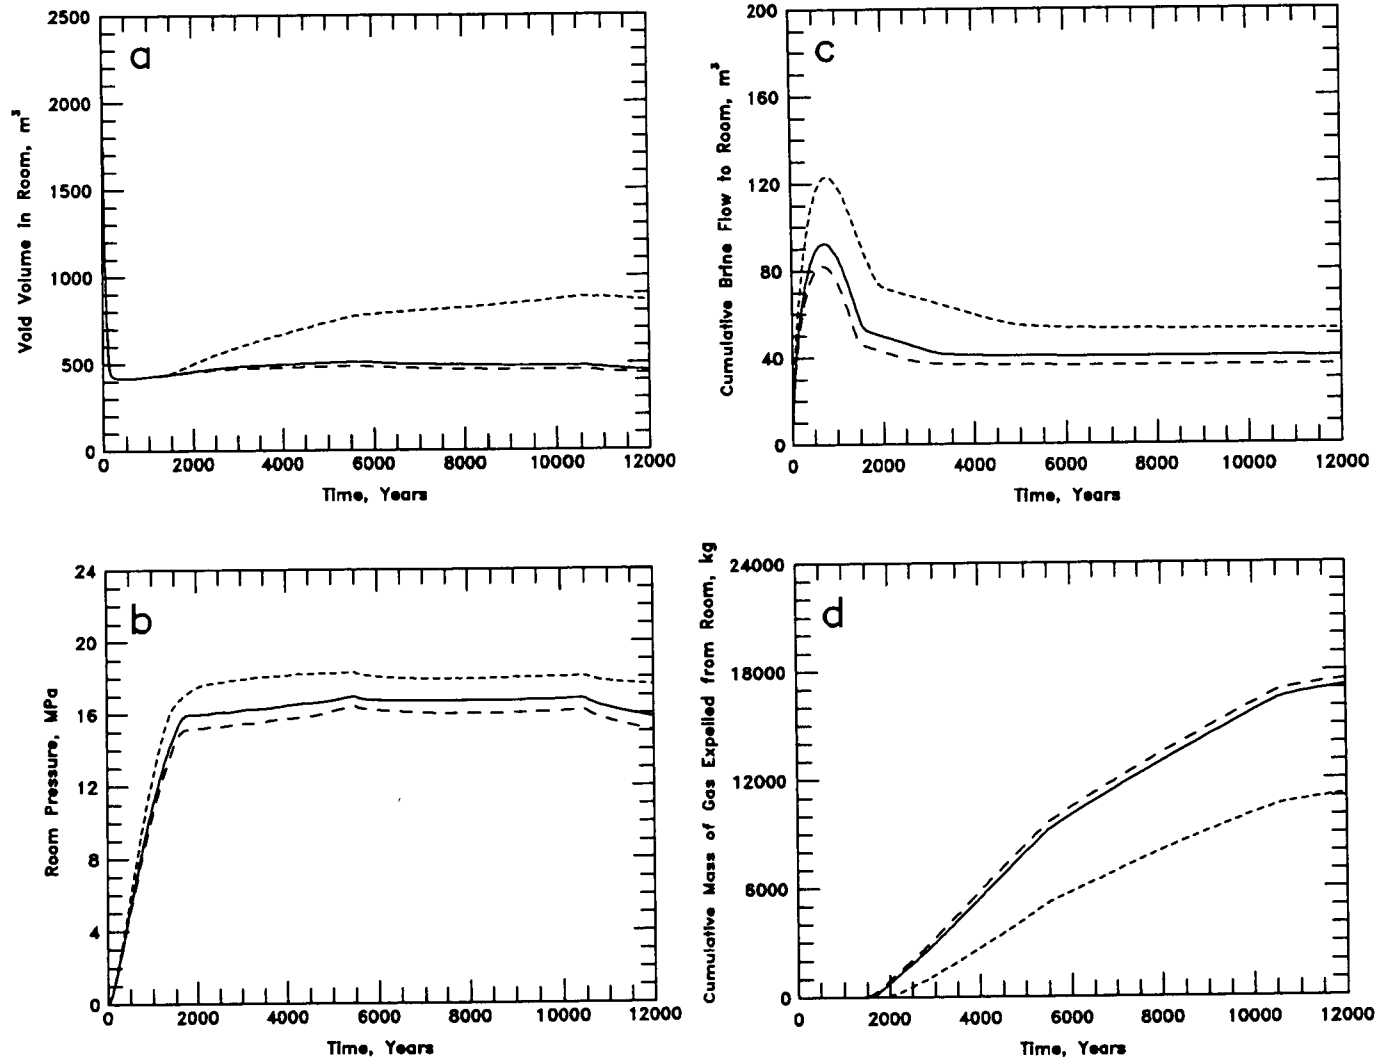 a
Void Volume in Room, m³
2500
2000
1500
1000
500
0
0 2000 4000 6000 8000 10000 12000
Time, Years
c
Cumulative Brine Flow to Room, m³
200
160
120
80
40
0
0 2000 4000 6000 8000 10000 12000
Time, Years
b
Room Pressure, MPa
24
20
16
12
8
4
0
0 2000 4000 6000 8000 10000 12000
Time, Years
d
Cumulative Mass of Gas Expelled from Room, kg
24000
18000
12000
6000
0
0 2000 4000 6000 8000 10000 12000
Time, Years